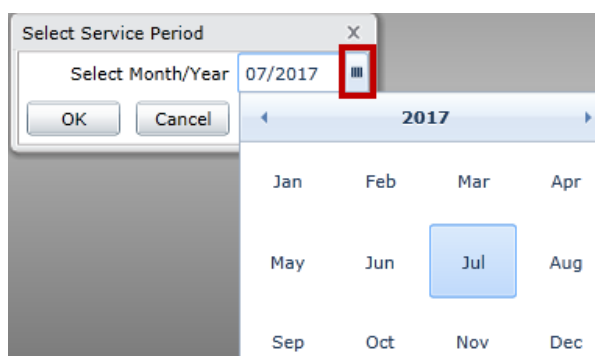 Select Service Period
Select Month/Year 07/2017
OK Cancel
2017
Jan Feb Mar Apr
May Jun Jul Aug
Sep Oct Nov Dec